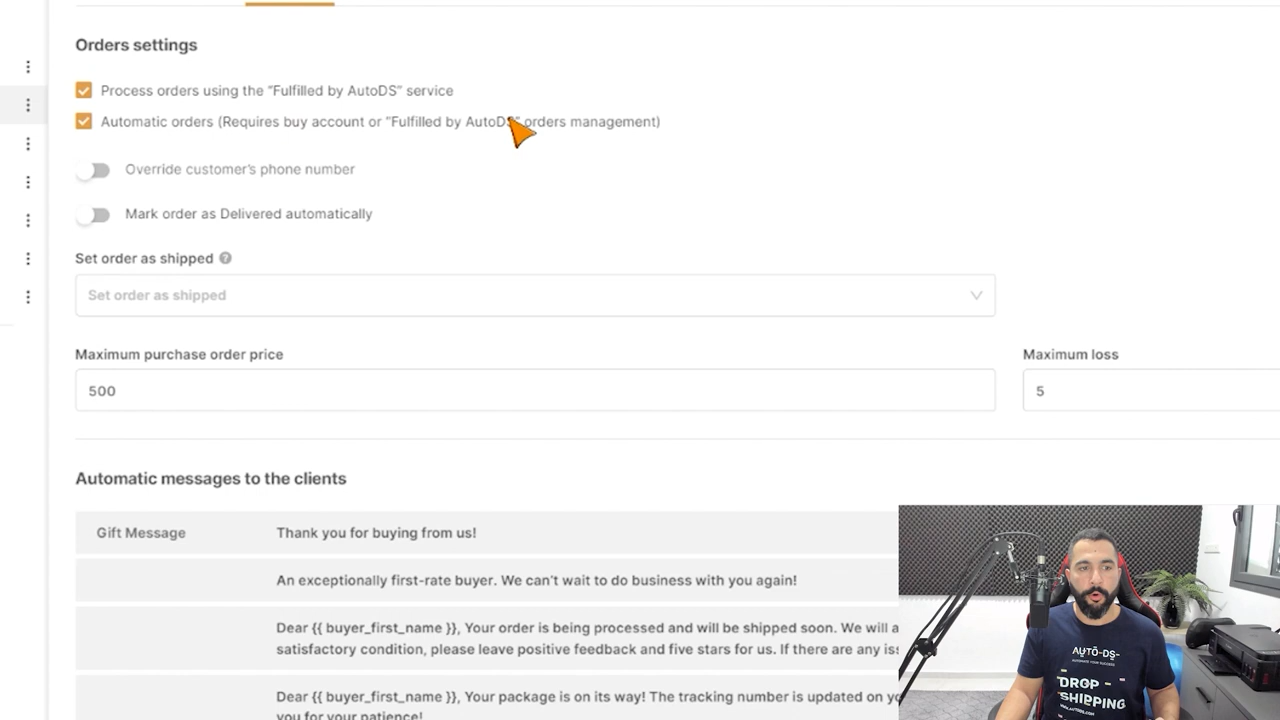 Orders settings
Process orders using the “Fulfilled by AutoDS” service
Automatic orders (Requires buy account or “Fulfilled by AutoDS” orders management)
Override customer’s phone number
Mark order as Delivered automatically
Set order as shipped ?
Set order as shipped
Maximum purchase order price
Maximum loss
500
5
Automatic messages to the clients
Gift Message
Thank you for buying from us!
An exceptionally first-rate buyer. We can’t wait to do business with you again!
Dear {{ buyer_first_name }}, Your order is being processed and will be shipped soon. We will a
satisfactory condition, please leave positive feedback and five stars for us. If there are any is
Dear {{ buyer_first_name }}, Your package is on its way! The tracking number is updated on yo
you for your patience!
AUTO-DS
AUTOMATE YOUR SUCCESS
DROP
SHIPPING
WWW.AUTODS.COM